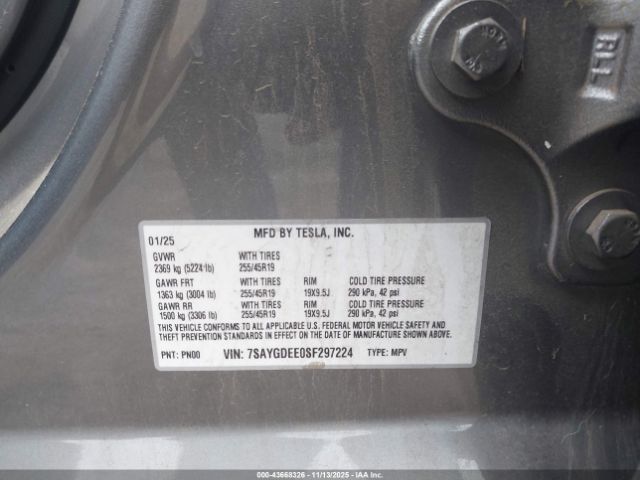 BLL
MFD BY TESLA, INC.
01/25
GVWR WITH TIRES
2369 kg (5224 lb) 255/45R19
GAWR FRT WITH TIRES RIM COLD TIRE PRESSURE
1363 kg (3004 lb) 255/45R19 19X9.5J 290 kPa, 42 psi
GAWR RR WITH TIRES RIM COLD TIRE PRESSURE
1500 kg (3306 lb) 255/45R19 19X9.5J 290 kPa, 42 psi
THIS VEHICLE CONFORMS TO ALL APPLICABLE U.S. FEDERAL MOTOR VEHICLE SAFETY AND
THEFT PREVENTION STANDARDS IN EFFECT ON THE DATE OF MANUFACTURE SHOWN ABOVE.
PNT: PN00 VIN: 7SAYGDEE0SF297224 TYPE: MPV
000-43668326 - 11/13/2025 - IAA Inc.